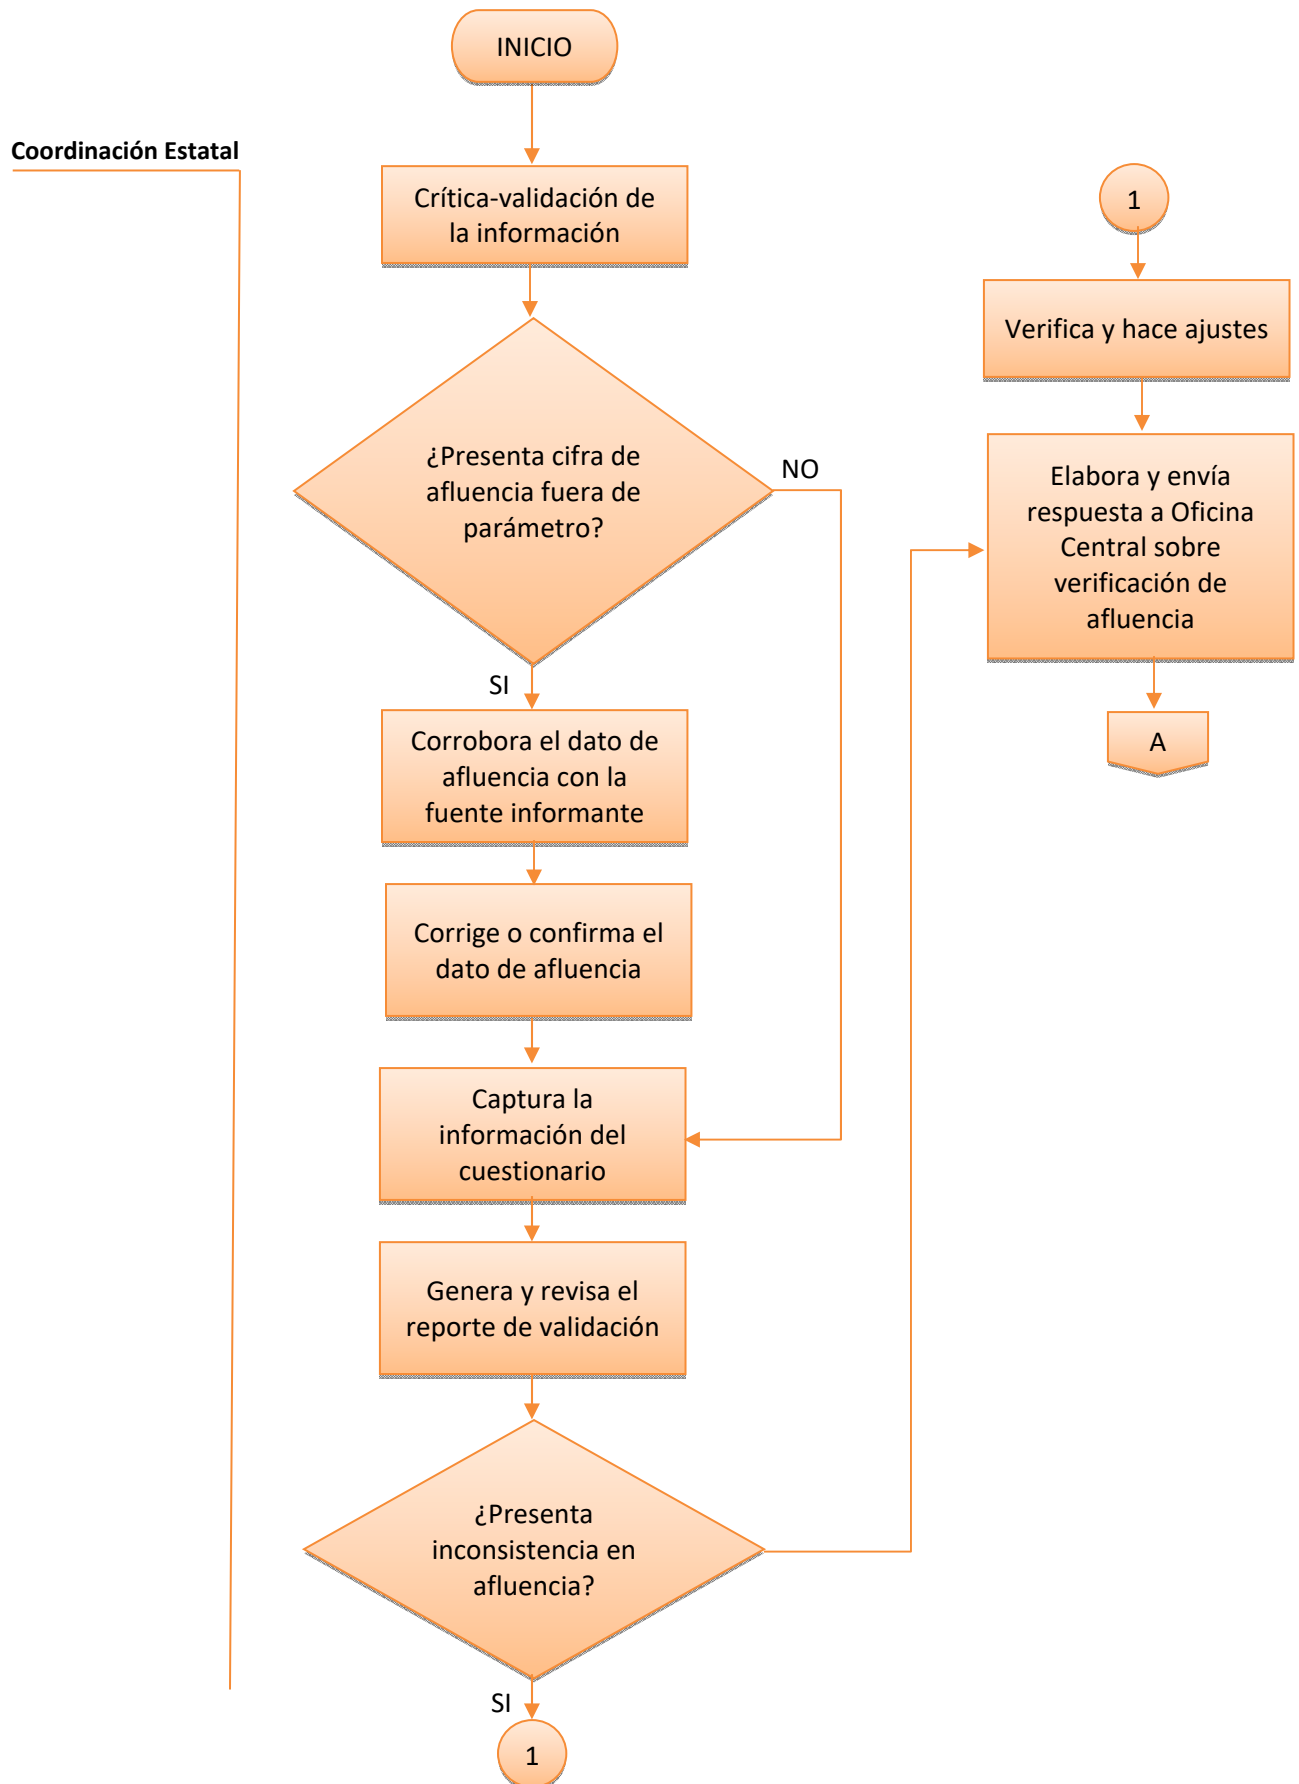 INICIO
Coordinación Estatal
Crítica-validación de
la información
¿Presenta cifra de
afluencia fuera de
parámetro?
NO
SI
Corrobora el dato de
afluencia con la
fuente informante
Corrige o confirma el
dato de afluencia
Captura la
información del
cuestionario
Genera y revisa el
reporte de validación
¿Presenta
inconsistencia en
afluencia?
SI
1
1
Verifica y hace ajustes
Elabora y envía
respuesta a Oficina
Central sobre
verificación de
afluencia
A